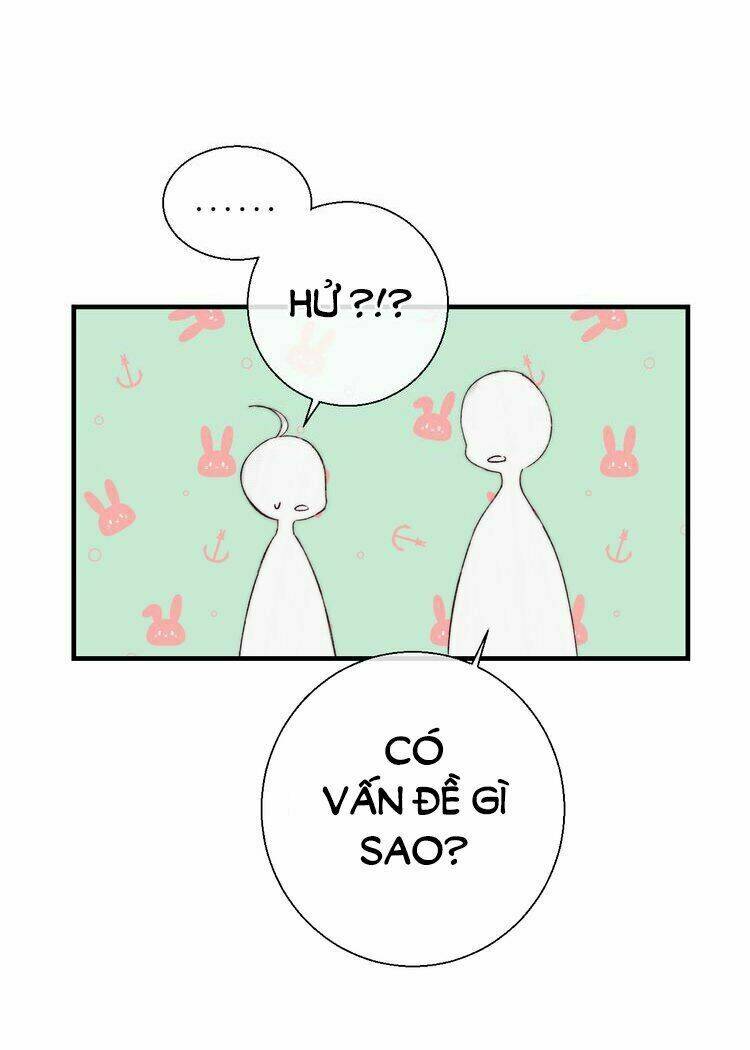 ......
HỬ ?!?
CÓ
VẤN ĐỀ GÌ
SAO?